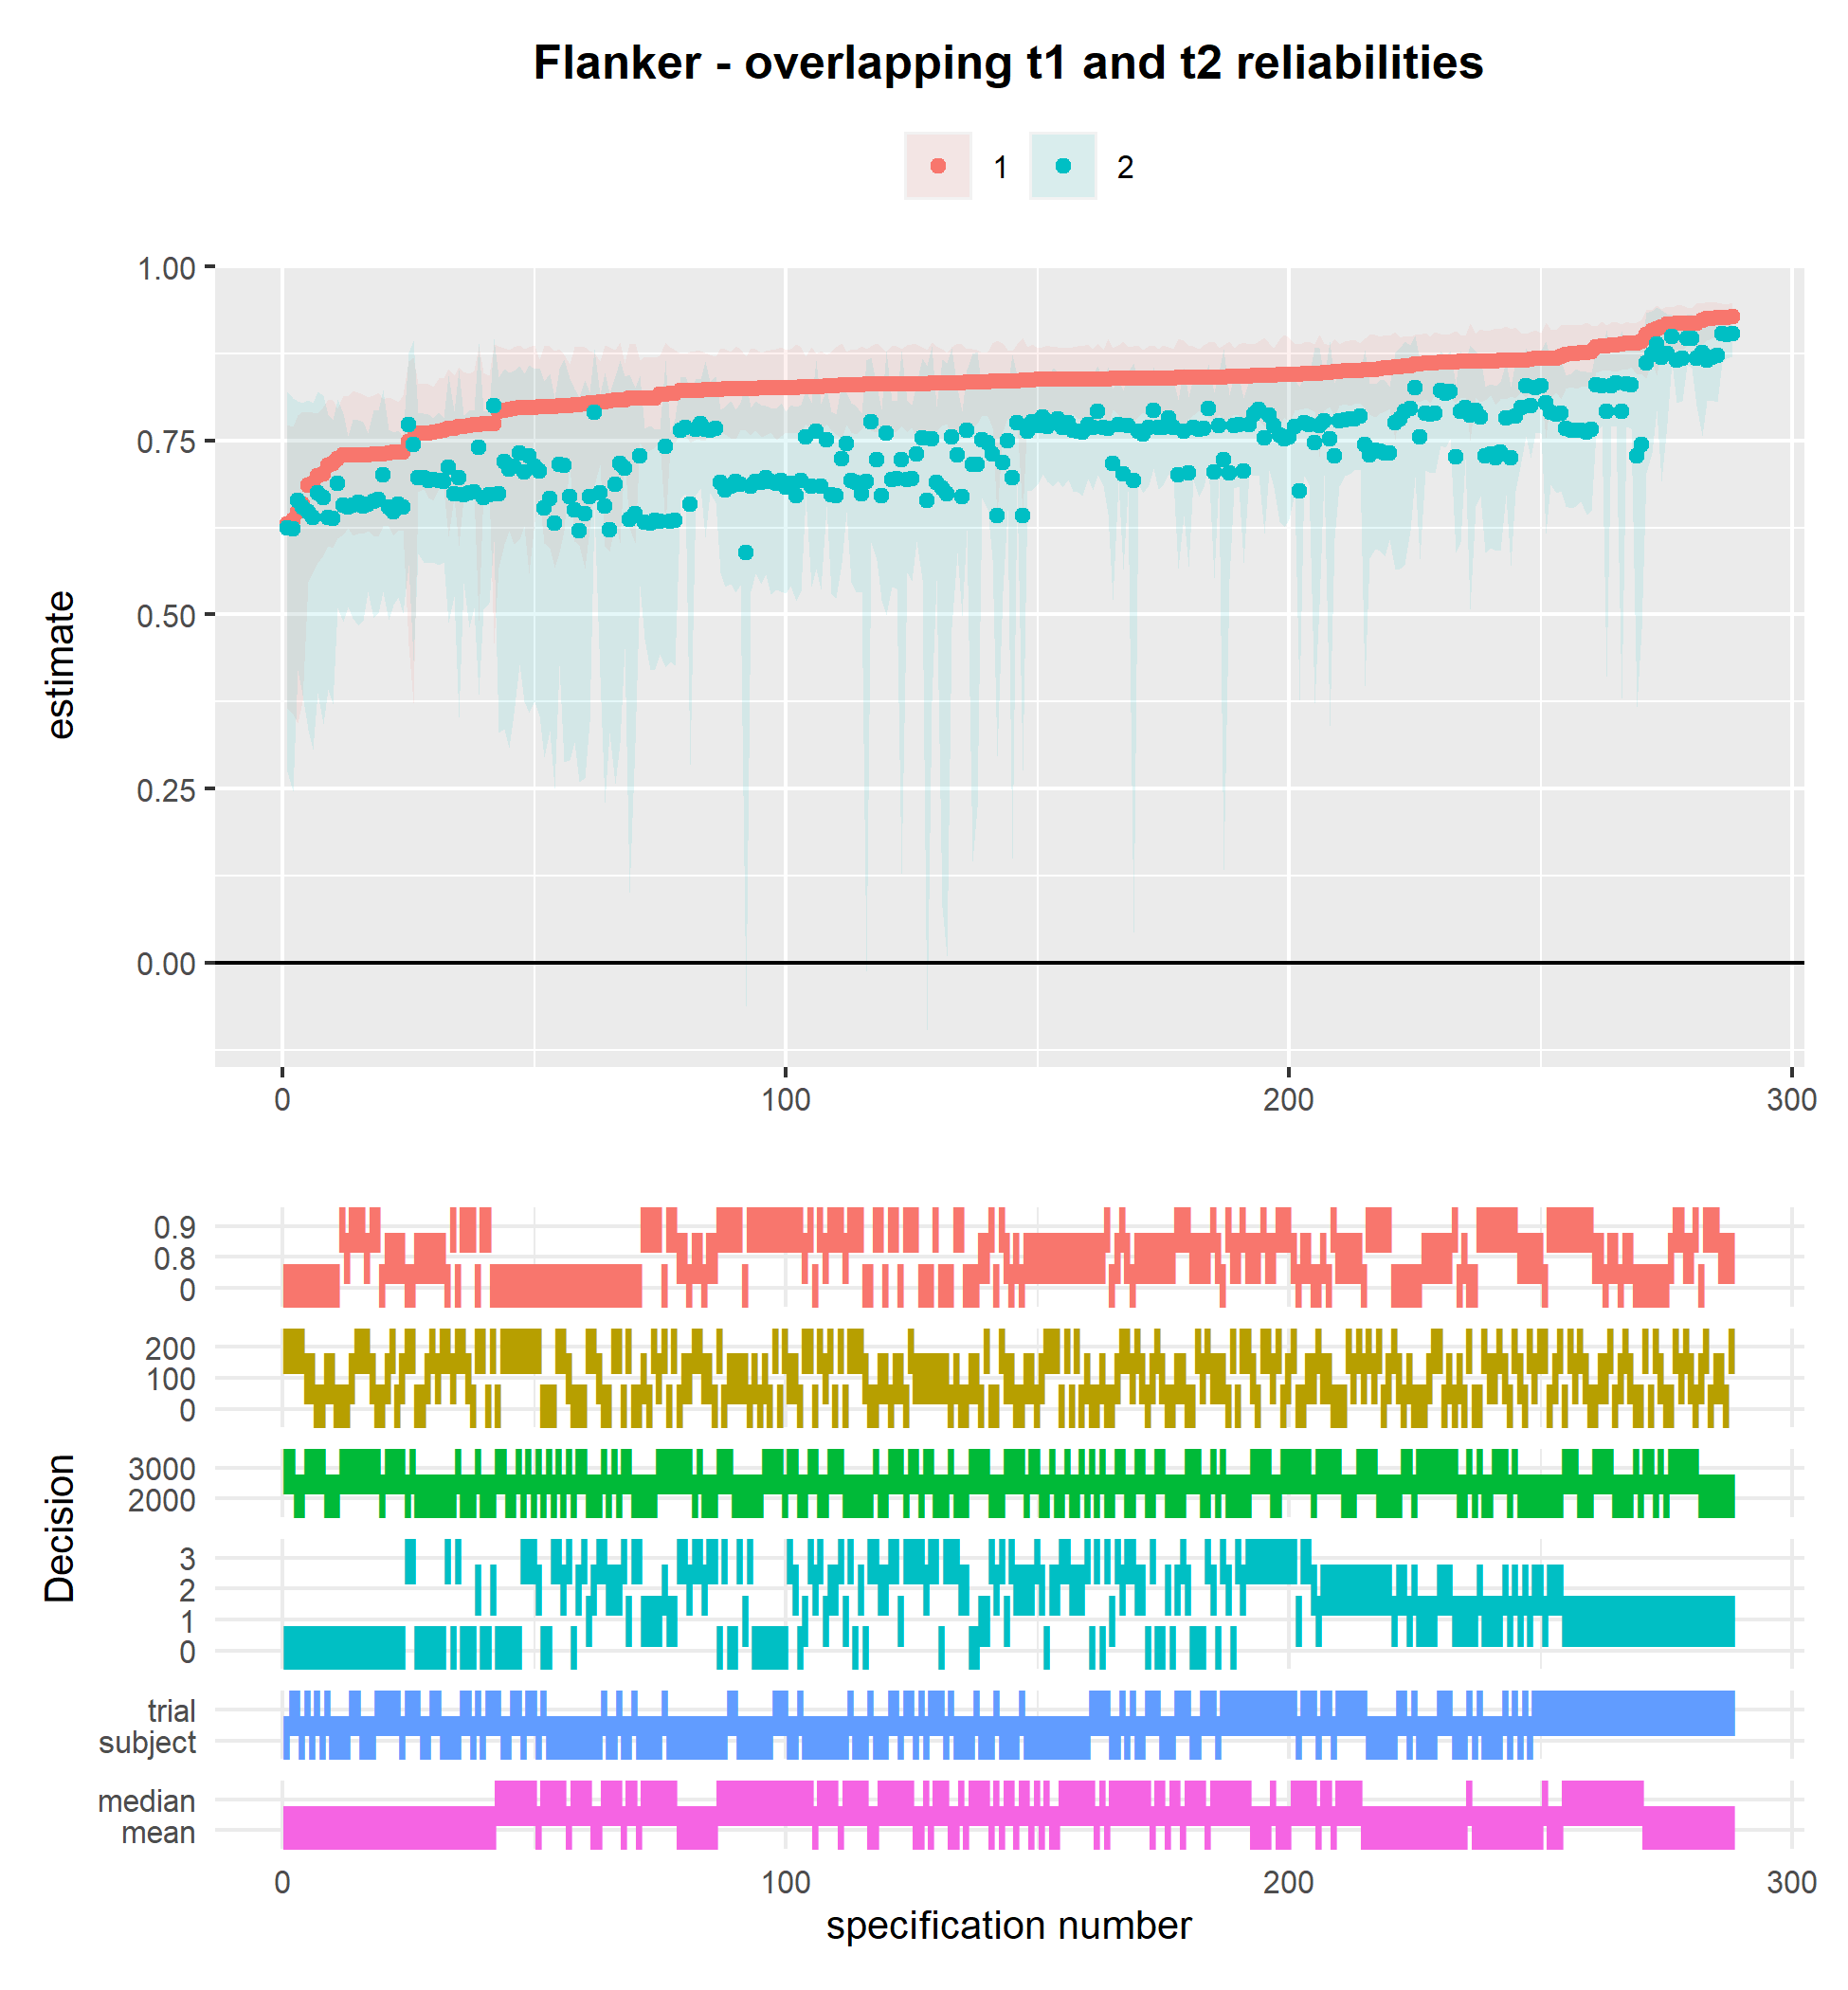 Flanker - overlapping t1 and t2 reliabilities
1 2
1.00
0.75
0.50
0.25
0.00
estimate
0 100 200 300
0.9
0.8
0
200
100
0
3000
2000
3
2
1
0
trial
subject
median
mean
Decision
0 100 200 300
specification number